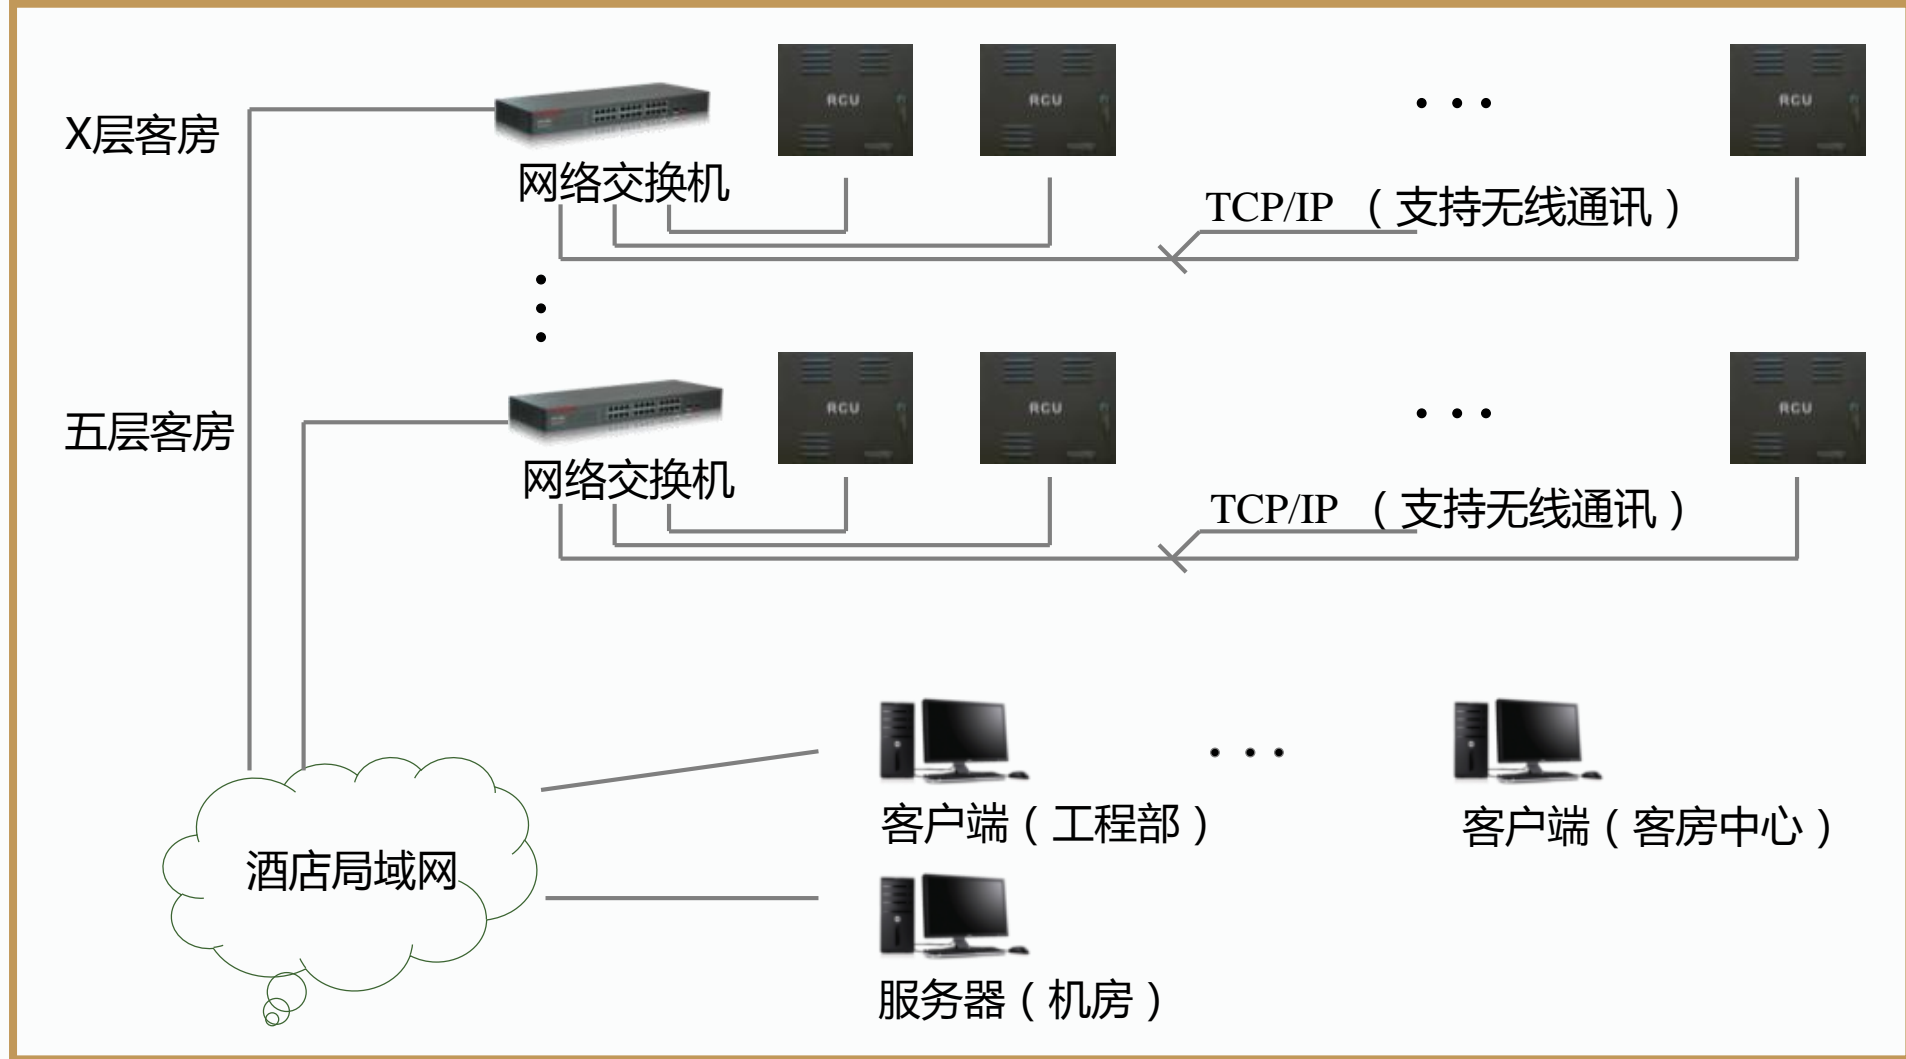 RCU
RCU
RCU
X层客房
网络交换机
TCP/IP （支持无线通讯）
RCU
RCU
RCU
五层客房
网络交换机
TCP/IP （支持无线通讯）
客户端（工程部）
客户端（客房中心）
酒店局域网
服务器（机房）